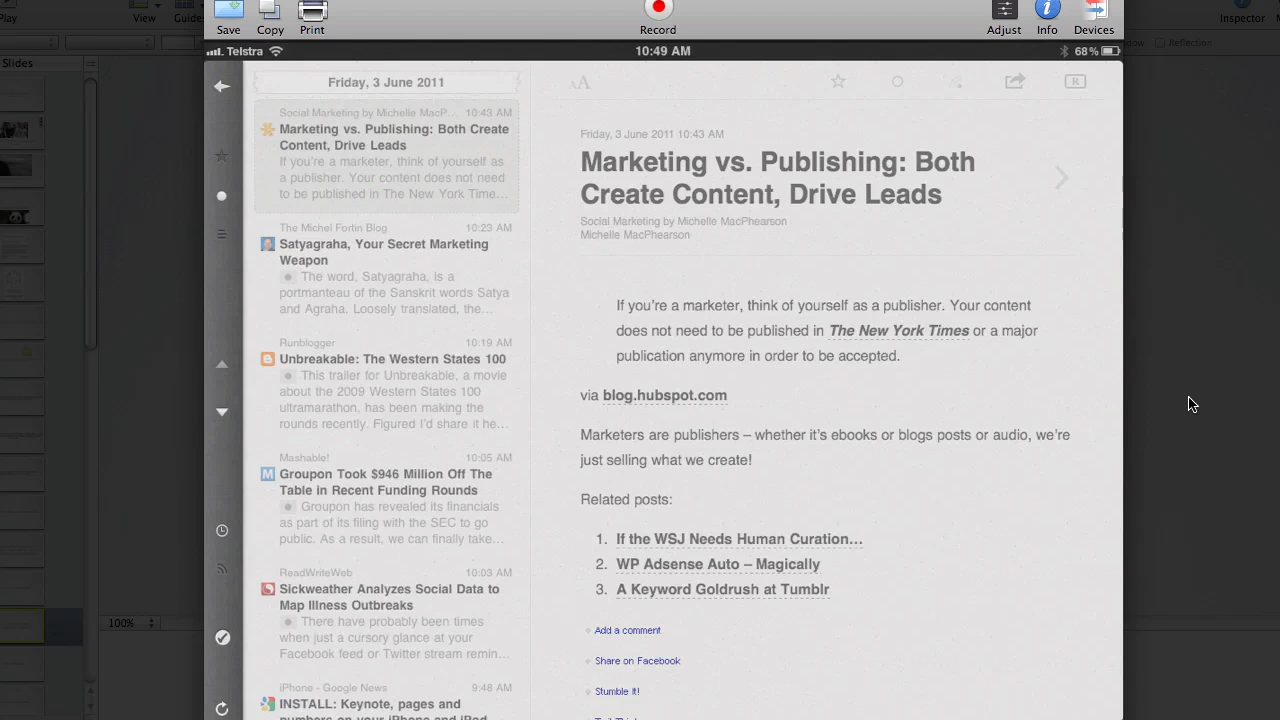 View
Guides
Save
Copy
Print
Record
Adjust
Info
Devices
Inspector
Reflection
Slides
100%
Telstra
10:49 AM
68%
Friday, 3 June 2011
Social Marketing by Michelle MacP... 10:43 AM
Marketing vs. Publishing: Both Create
Content, Drive Leads
If you're a marketer, think of yourself as
a publisher. Your content does not need
to be published in The New York Time...
The Michel Fortin Blog 10:23 AM
Satyagraha, Your Secret Marketing
Weapon
The word, Satyagraha, is a
portmanteau of the Sanskrit words Satya
and Agraha. Loosely translated, the...
Runblogger 10:19 AM
Unbreakable: The Western States 100
This trailer for Unbreakable, a movie
about the 2009 Western States 100
ultramarathon, has been making the
rounds recently. Figured I'd share it he...
Mashable! 10:05 AM
Groupon Took $946 Million Off The
Table in Recent Funding Rounds
Groupon has revealed its financials
as part of its filing with the SEC to go
public. As a result, we can finally take...
ReadWriteWeb 10:03 AM
Sickweather Analyzes Social Data to
Map Illness Outbreaks
There have probably been times
when just a cursory glance at your
Facebook feed or Twitter stream remin...
iPhone - Google News 9:48 AM
INSTALL: Keynote, pages and
numbers on your iPhone and iPod
AA
R
Friday, 3 June 2011 10:43 AM
Marketing vs. Publishing: Both
Create Content, Drive Leads
Social Marketing by Michelle MacPhearson
Michelle MacPhearson
If you're a marketer, think of yourself as a publisher. Your content
does not need to be published in The New York Times or a major
publication anymore in order to be accepted.
via blog.hubspot.com
Marketers are publishers – whether it's ebooks or blogs posts or audio, we're
just selling what we create!
Related posts:
1. If the WSJ Needs Human Curation…
2. WP Adsense Auto – Magically
3. A Keyword Goldrush at Tumblr
Add a comment
Share on Facebook
Stumble It!